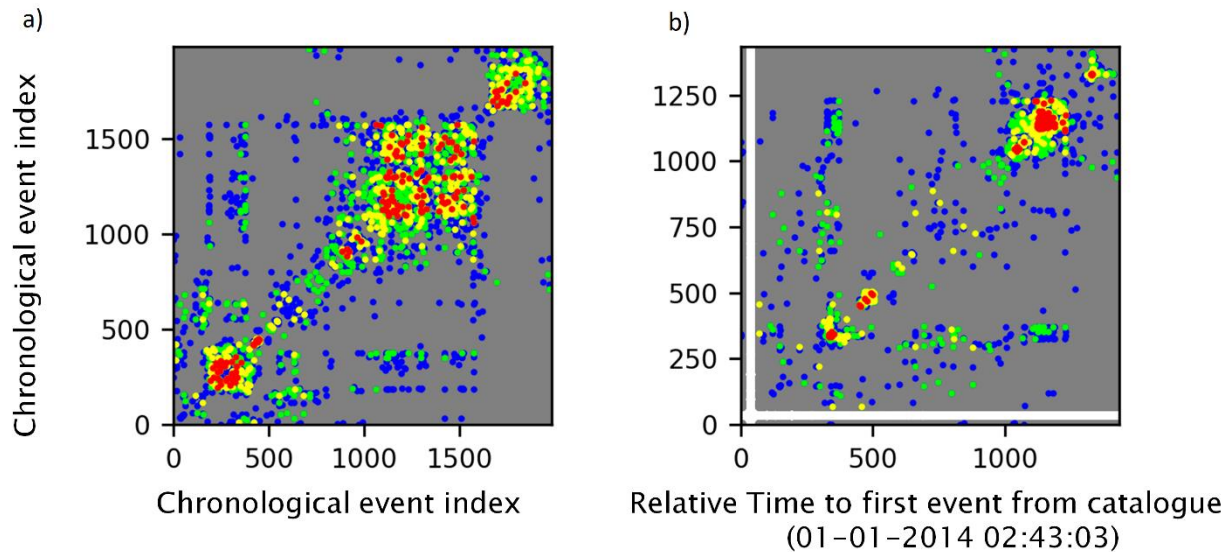 a)
Chronological event index
1500
1000
500
0
0 500 1000 1500
Chronological event index
b)
1250
1000
750
500
250
0
0 500 1000
Relative Time to first event from catalogue
(01-01-2014 02:43:03)